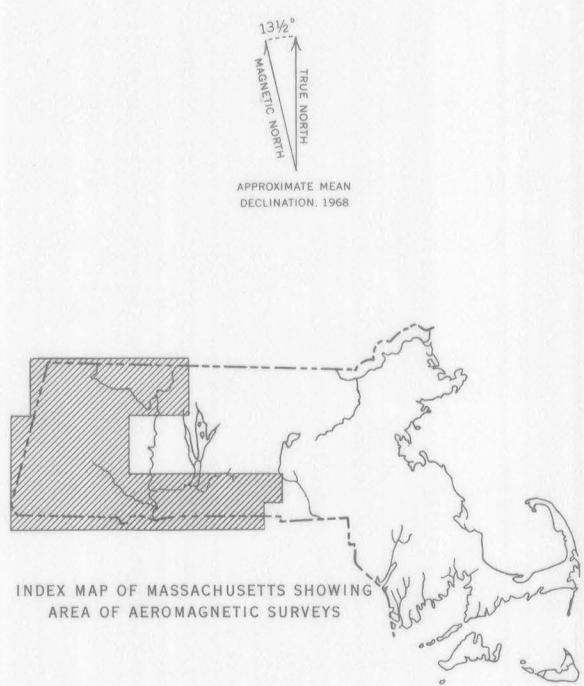 13½°
MAGNETIC NORTH
TRUE NORTH
APPROXIMATE MEAN
DECLINATION, 1968
INDEX MAP OF MASSACHUSETTS SHOWING
AREA OF AEROMAGNETIC SURVEYS